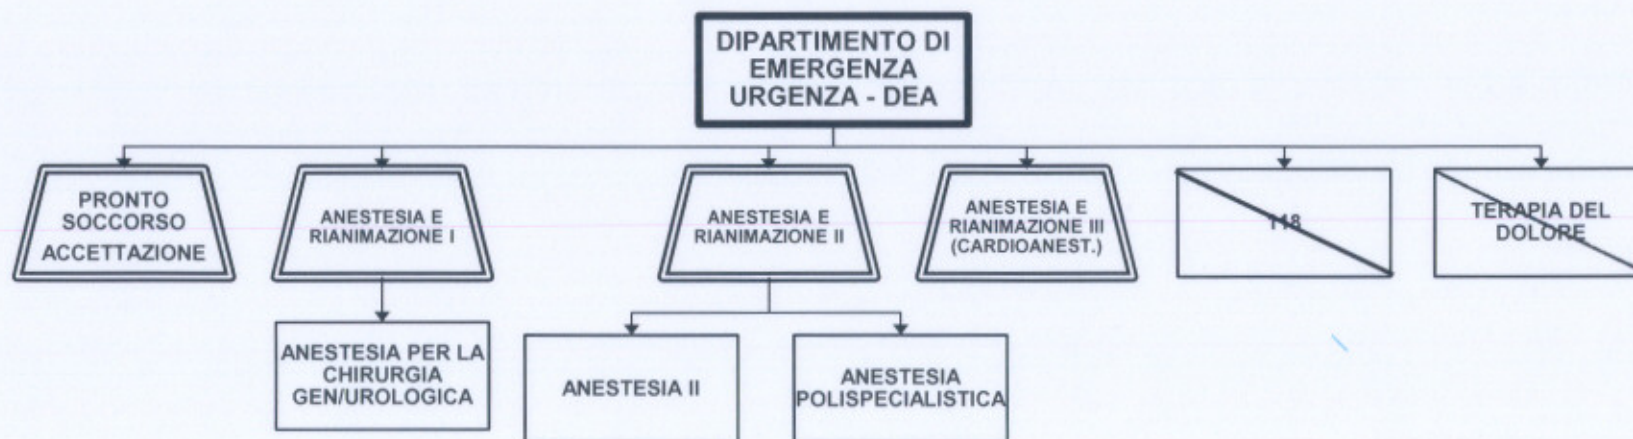 DIPARTIMENTO DI
EMERGENZA
URGENZA - DEA
PRONTO
SOCCORSO
ACCETTAZIONE
ANESTESIA E
RIANIMAZIONE I
ANESTESIA E
RIANIMAZIONE II
ANESTESIA E
RIANIMAZIONE III
(CARDIOANEST.)
118
TERAPIA DEL
DOLORE
ANESTESIA PER LA
CHIRURGIA
GEN/UROLOGICA
ANESTESIA II
ANESTESIA
POLISPECIALISTICA